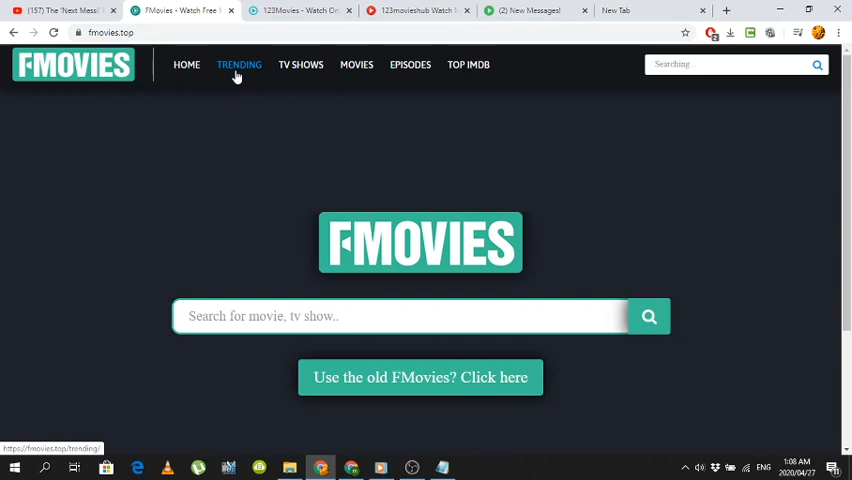 (157) The 'Next Messi'
FMovies - Watch Free M
123Movies - Watch On
123movieshub Watch M
(2) New Messages!
New Tab
fmovies.top
2
FMOVIES
HOME
TRENDING
TV SHOWS
MOVIES
EPISODES
TOP IMDB
Searching...
FMOVIES
Search for movie, tv show..
Use the old FMovies? Click here
https://fmovies.top/trending/
ENG
1:08 AM
2020/04/27